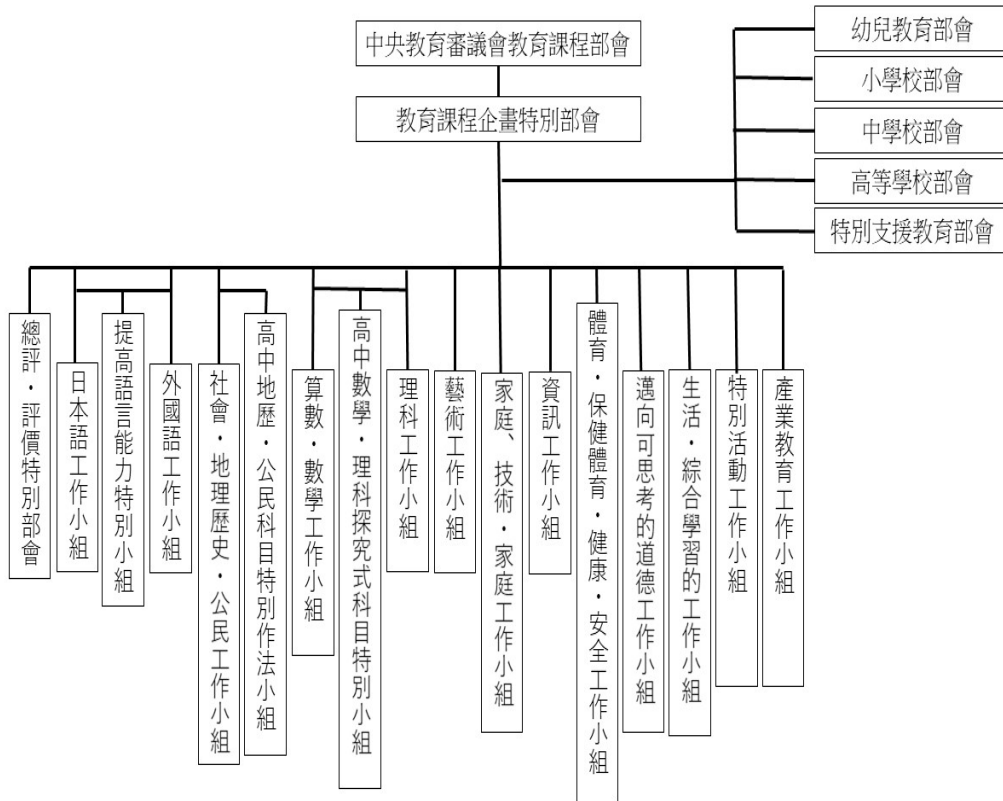 中央教育審議會教育課程部會
教育課程企畫特別部會
幼兒教育部會
小學校部會
中學校部會
高等學校部會
特別支援教育部會
總評・評價特別部會
日本語工作小組
提高語言能力特別小組
外國語工作小組
社會・地理歷史・公民工作小組
高中地歷・公民科目特別作法小組
算數・數學工作小組
高中數學・理科探究式科目特別小組
理科工作小組
藝術工作小組
家庭、技術・家庭工作小組
資訊工作小組
體育・保健體育・健康・安全工作小組
邁向可思考的道德工作小組
生活・綜合學習的工作小組
特別活動工作小組
產業教育工作小組